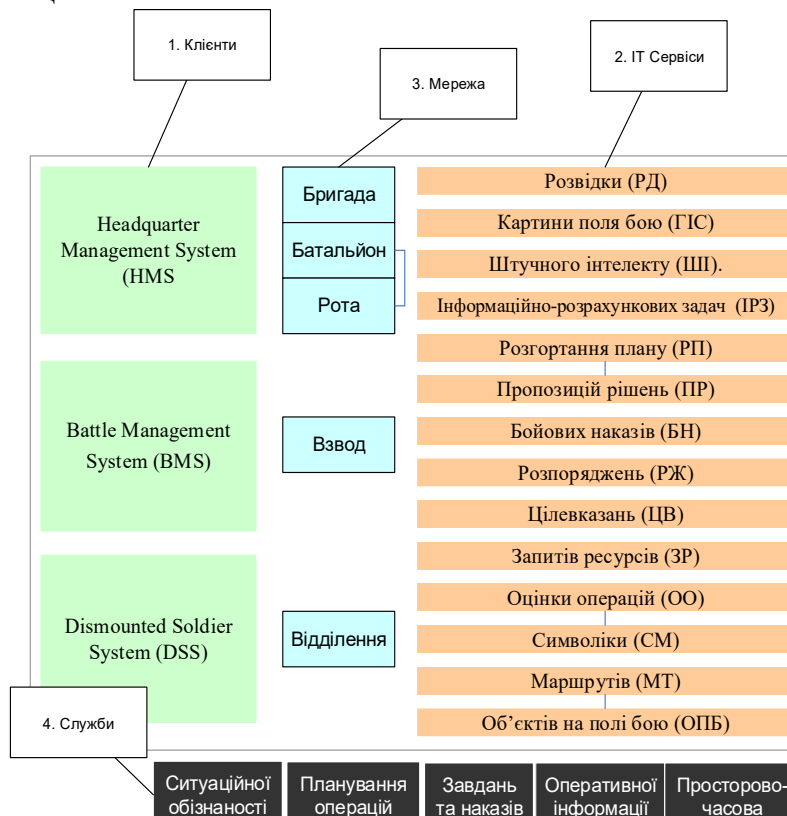 1. Клієнти
2. ІТ Сервіси
3. Мережа
Headquarter
Management System
(HMS
Battle Management
System (BMS)
Dismounted Soldier
System (DSS)
Бригада
Батальйон
Рота
Взвод
Відділення
Розвідки (РД)
Картини поля бою (ГІС)
Штучного інтелекту (ШІ).
Інформаційно-розрахункових задач (ІРЗ)
Розгортання плану (РП)
Пропозицій рішень (ПР)
Бойових наказів (БН)
Розпоряджень (РЖ)
Цілевказань (ЦВ)
Запитів ресурсів (ЗР)
Оцінки операцій (ОО)
Символіки (СМ)
Маршрутів (МТ)
Об’єктів на полі бою (ОПБ)
4. Служби
Ситуаційної
обізнаності
Планування
операцій
Завдань
та наказів
Оперативної
інформації
Просторово-
часова